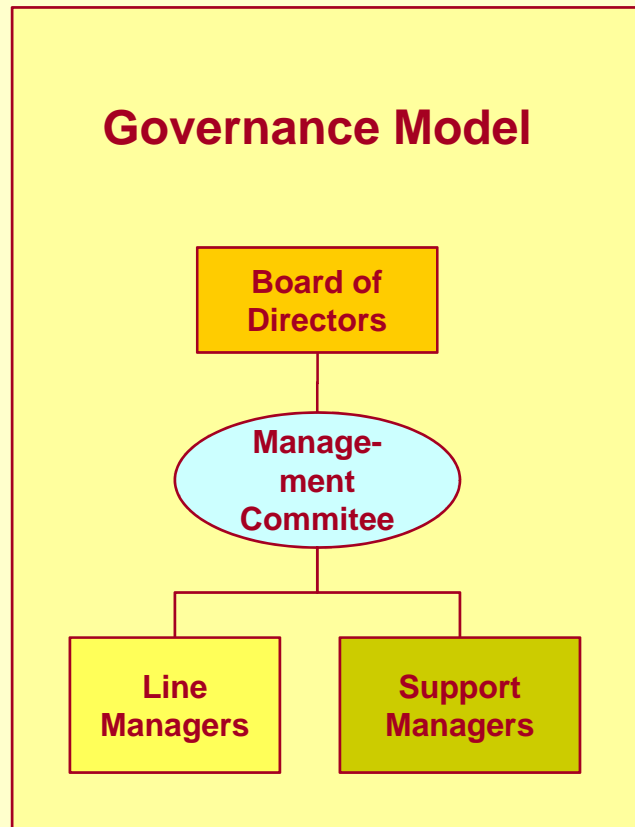 Governance Model
Board of
Directors
Manage-
ment
Commitee
Line
Managers
Support
Managers